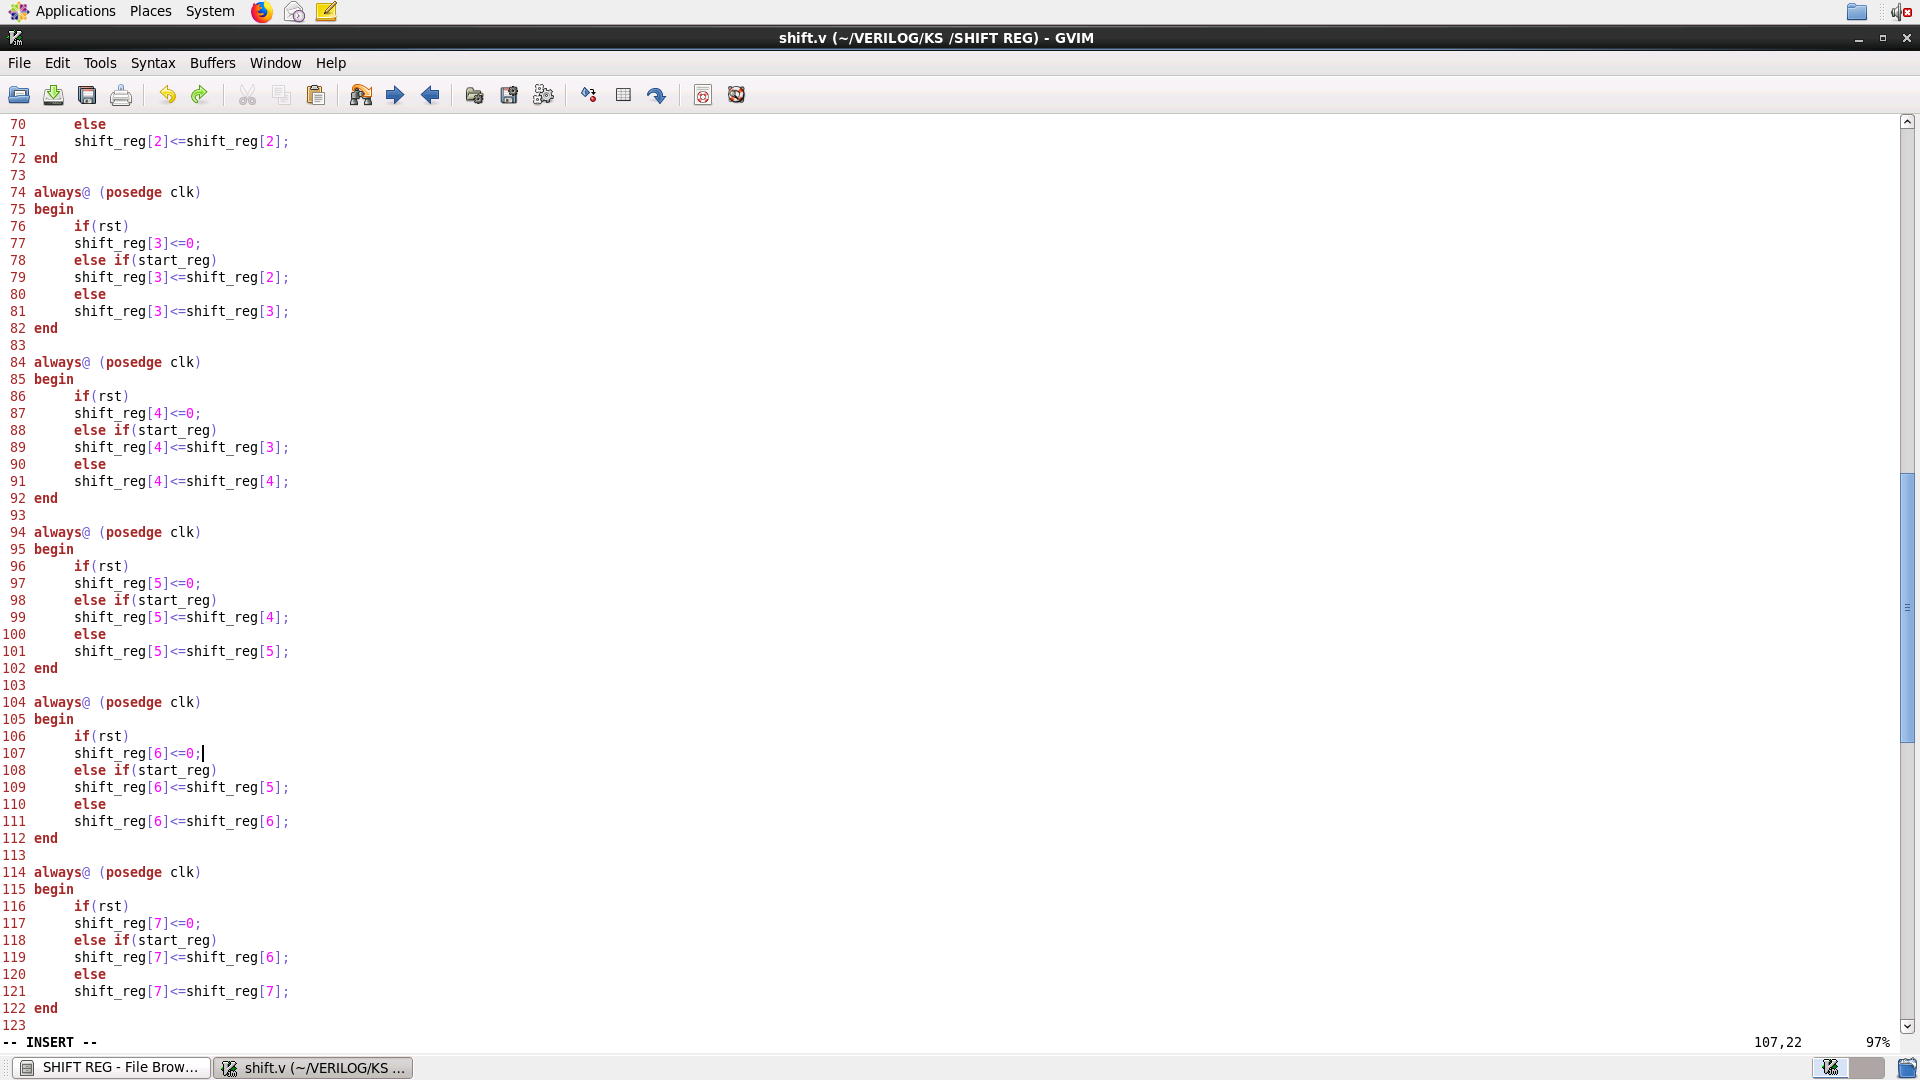 Applications Places System
shift.v (~/VERILOG/KS /SHIFT REG) - GVIM
File Edit Tools Syntax Buffers Window Help
70 else
71 shift_reg[2]<=shift_reg[2];
72 end
73
74 always@ (posedge clk)
75 begin
76 if(rst)
77 shift_reg[3]<=0;
78 else if(start_reg)
79 shift_reg[3]<=shift_reg[2];
80 else
81 shift_reg[3]<=shift_reg[3];
82 end
83
84 always@ (posedge clk)
85 begin
86 if(rst)
87 shift_reg[4]<=0;
88 else if(start_reg)
89 shift_reg[4]<=shift_reg[3];
90 else
91 shift_reg[4]<=shift_reg[4];
92 end
93
94 always@ (posedge clk)
95 begin
96 if(rst)
97 shift_reg[5]<=0;
98 else if(start_reg)
99 shift_reg[5]<=shift_reg[4];
100 else
101 shift_reg[5]<=shift_reg[5];
102 end
103
104 always@ (posedge clk)
105 begin
106 if(rst)
107 shift_reg[6]<=0;
108 else if(start_reg)
109 shift_reg[6]<=shift_reg[5];
110 else
111 shift_reg[6]<=shift_reg[6];
112 end
113
114 always@ (posedge clk)
115 begin
116 if(rst)
117 shift_reg[7]<=0;
118 else if(start_reg)
119 shift_reg[7]<=shift_reg[6];
120 else
121 shift_reg[7]<=shift_reg[7];
122 end
123
-- INSERT -- 107,22 97%
SHIFT REG - File Brow... shift.v (~/VERILOG/KS ...